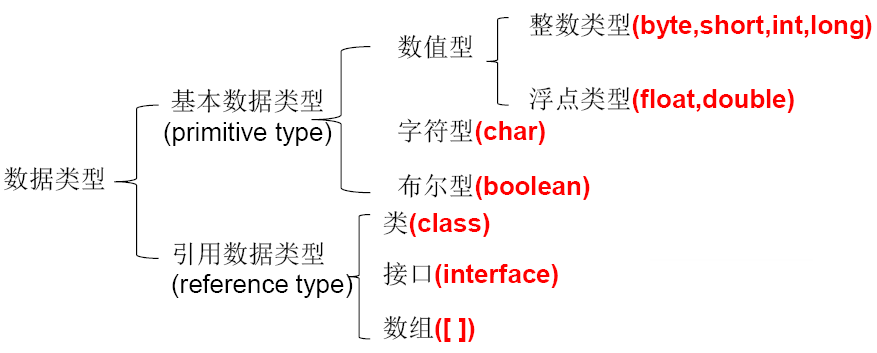 整数类型(byte,short,int,long)
数值型
浮点类型(float,double)
基本数据类型
(primitive type)
字符型(char)
数据类型
布尔型(boolean)
类(class)
引用数据类型
(reference type)
接口(interface)
数组([ ])